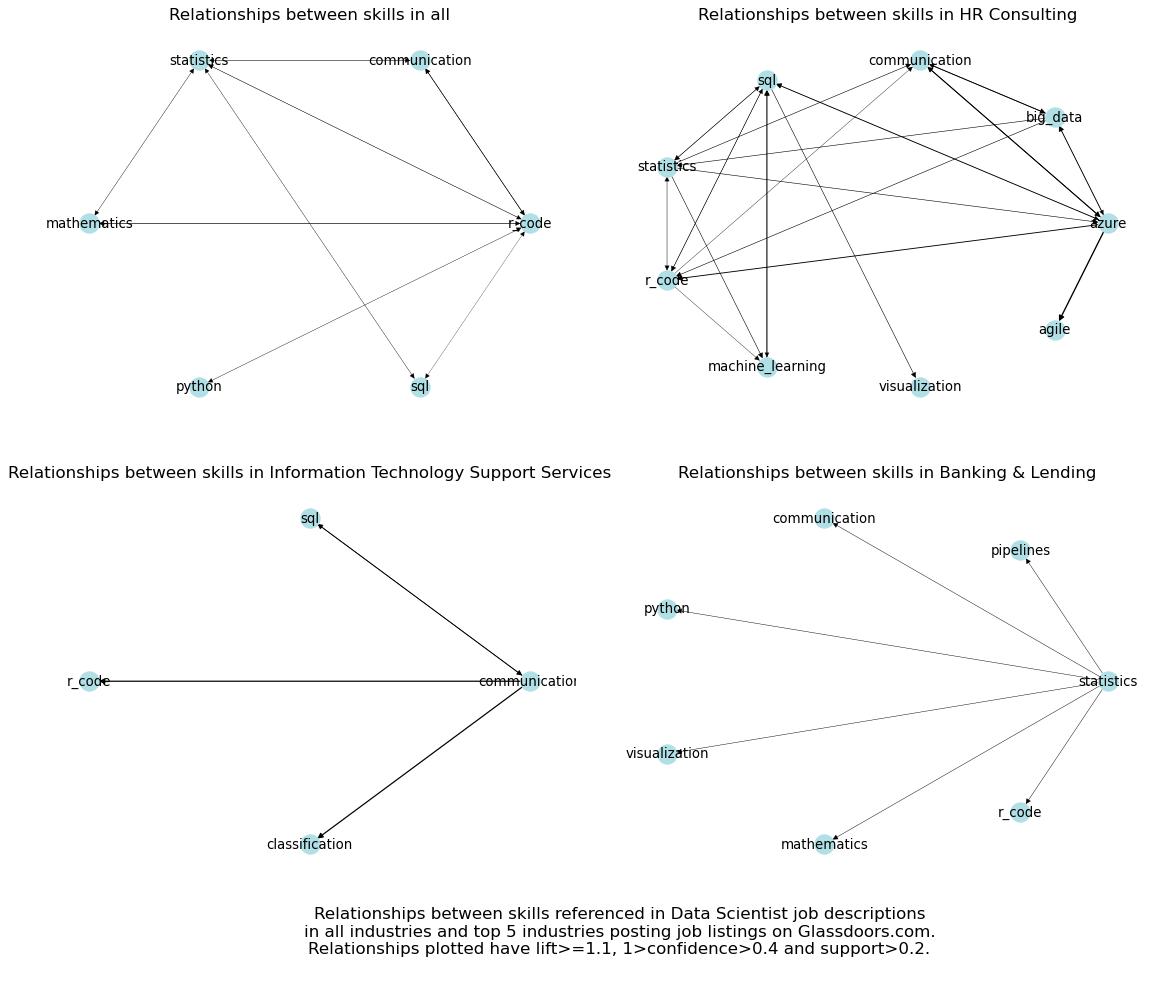 Relationships between skills in all
statistics
communication
mathematics
r_code
python
sql
Relationships between skills in HR Consulting
communication
sql
big_data
statistics
azure
r_code
agile
machine_learning
visualization
Relationships between skills in Information Technology Support Services
sql
r_code
communication
classification
Relationships between skills in Banking & Lending
communication
pipelines
python
statistics
visualization
r_code
mathematics
Relationships between skills referenced in Data Scientist job descriptions
in all industries and top 5 industries posting job listings on Glassdoors.com.
Relationships plotted have lift>=1.1, 1>confidence>0.4 and support>0.2.